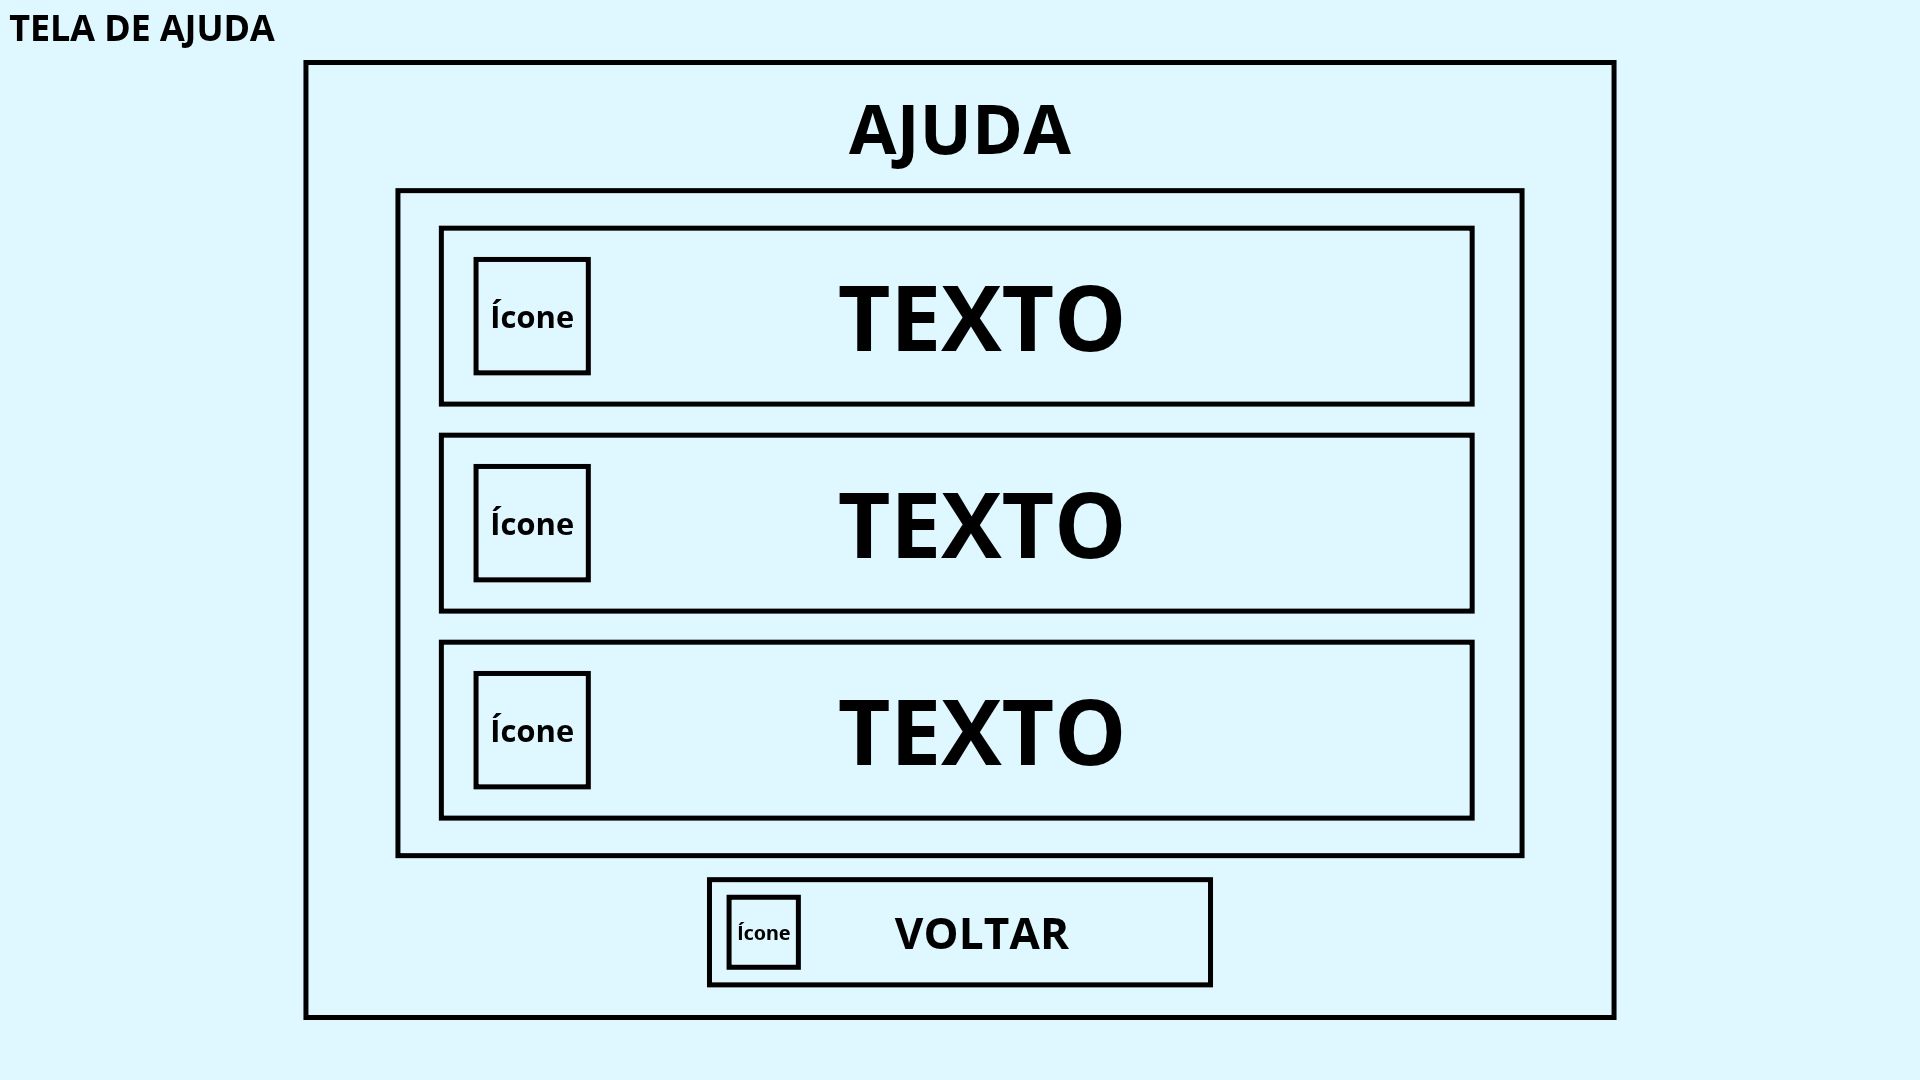 TELA DE AJUDA
AJUDA
Ícone
TEXTO
Ícone
TEXTO
Ícone
TEXTO
Ícone
VOLTAR